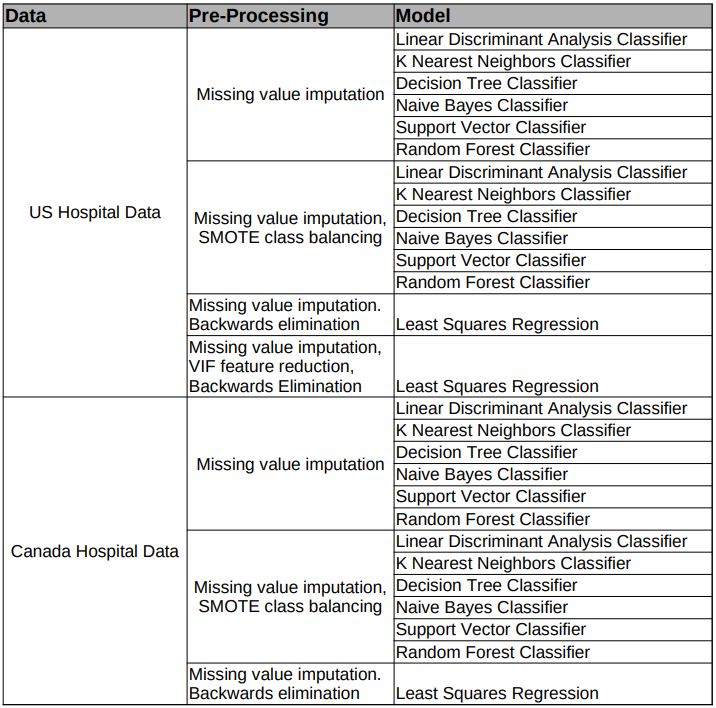 Data Pre-Processing Model
US Hospital Data
Missing value imputation
Linear Discriminant Analysis Classifier
K Nearest Neighbors Classifier
Decision Tree Classifier
Naive Bayes Classifier
Support Vector Classifier
Random Forest Classifier
Missing value imputation,
SMOTE class balancing
Linear Discriminant Analysis Classifier
K Nearest Neighbors Classifier
Decision Tree Classifier
Naive Bayes Classifier
Support Vector Classifier
Random Forest Classifier
Missing value imputation.
Backwards elimination
Least Squares Regression
Missing value imputation,
VIF feature reduction,
Backwards Elimination
Least Squares Regression
Canada Hospital Data
Missing value imputation
Linear Discriminant Analysis Classifier
K Nearest Neighbors Classifier
Decision Tree Classifier
Naive Bayes Classifier
Support Vector Classifier
Random Forest Classifier
Missing value imputation,
SMOTE class balancing
Linear Discriminant Analysis Classifier
K Nearest Neighbors Classifier
Decision Tree Classifier
Naive Bayes Classifier
Support Vector Classifier
Random Forest Classifier
Missing value imputation.
Backwards elimination
Least Squares Regression